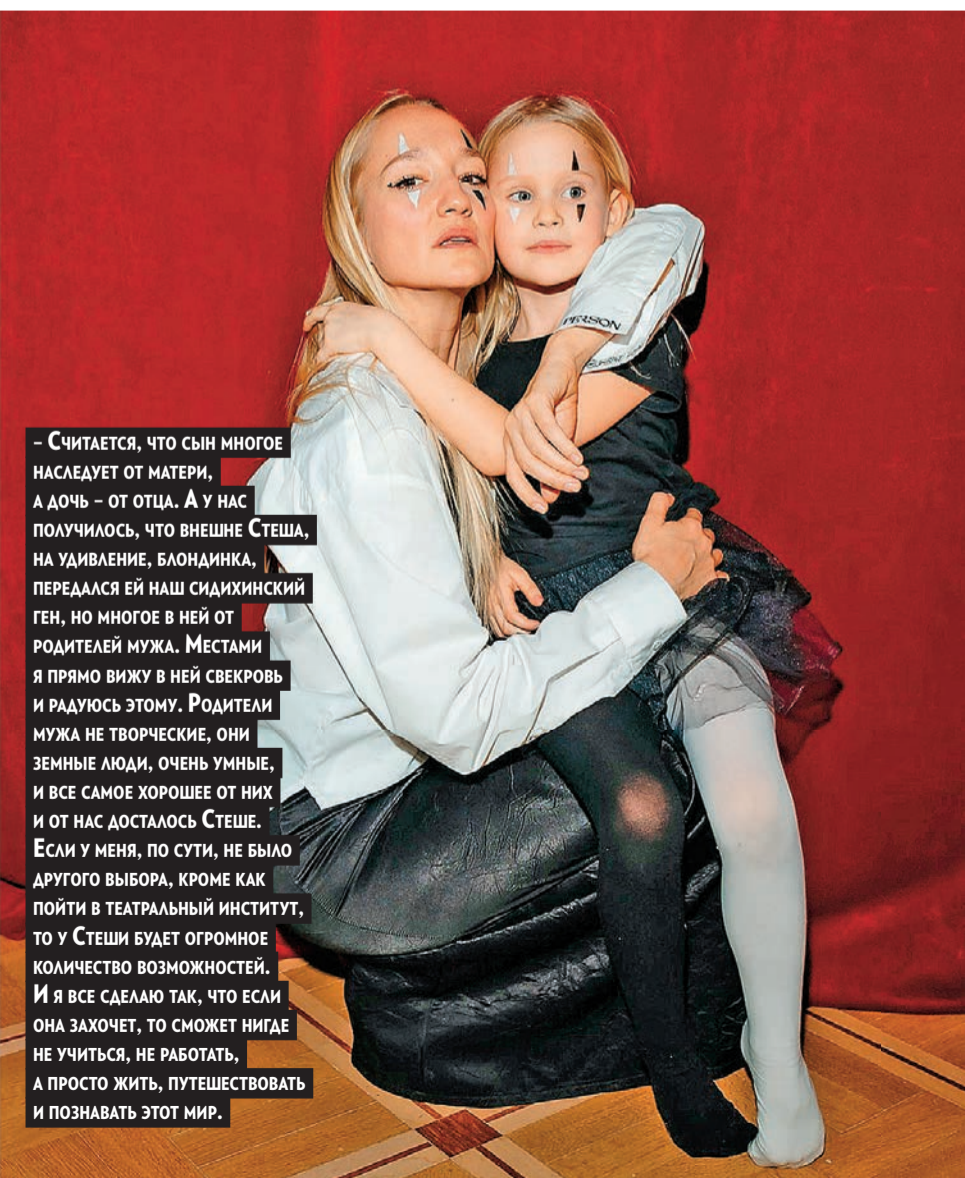 – Считается, что сын многое
наследует от матери,
а дочь – от отца. А у нас
получилось, что внешне Стеша,
на удивление, блондинка,
передался ей наш сидихинский
ген, но многое в ней от
родителей мужа. Местами
я прямо вижу в ней свекровь
и радуюсь этому. Родители
мужа не творческие, они
земные люди, очень умные,
и все самое хорошее от них
и от нас досталось Стеше.
Если у меня, по сути, не было
другого выбора, кроме как
пойти в театральный институт,
то у Стеши будет огромное
количество возможностей.
И я все сделаю так, что если
она захочет, то сможет нигде
не учиться, не работать,
а просто жить, путешествовать
и познавать этот мир.
PERSON